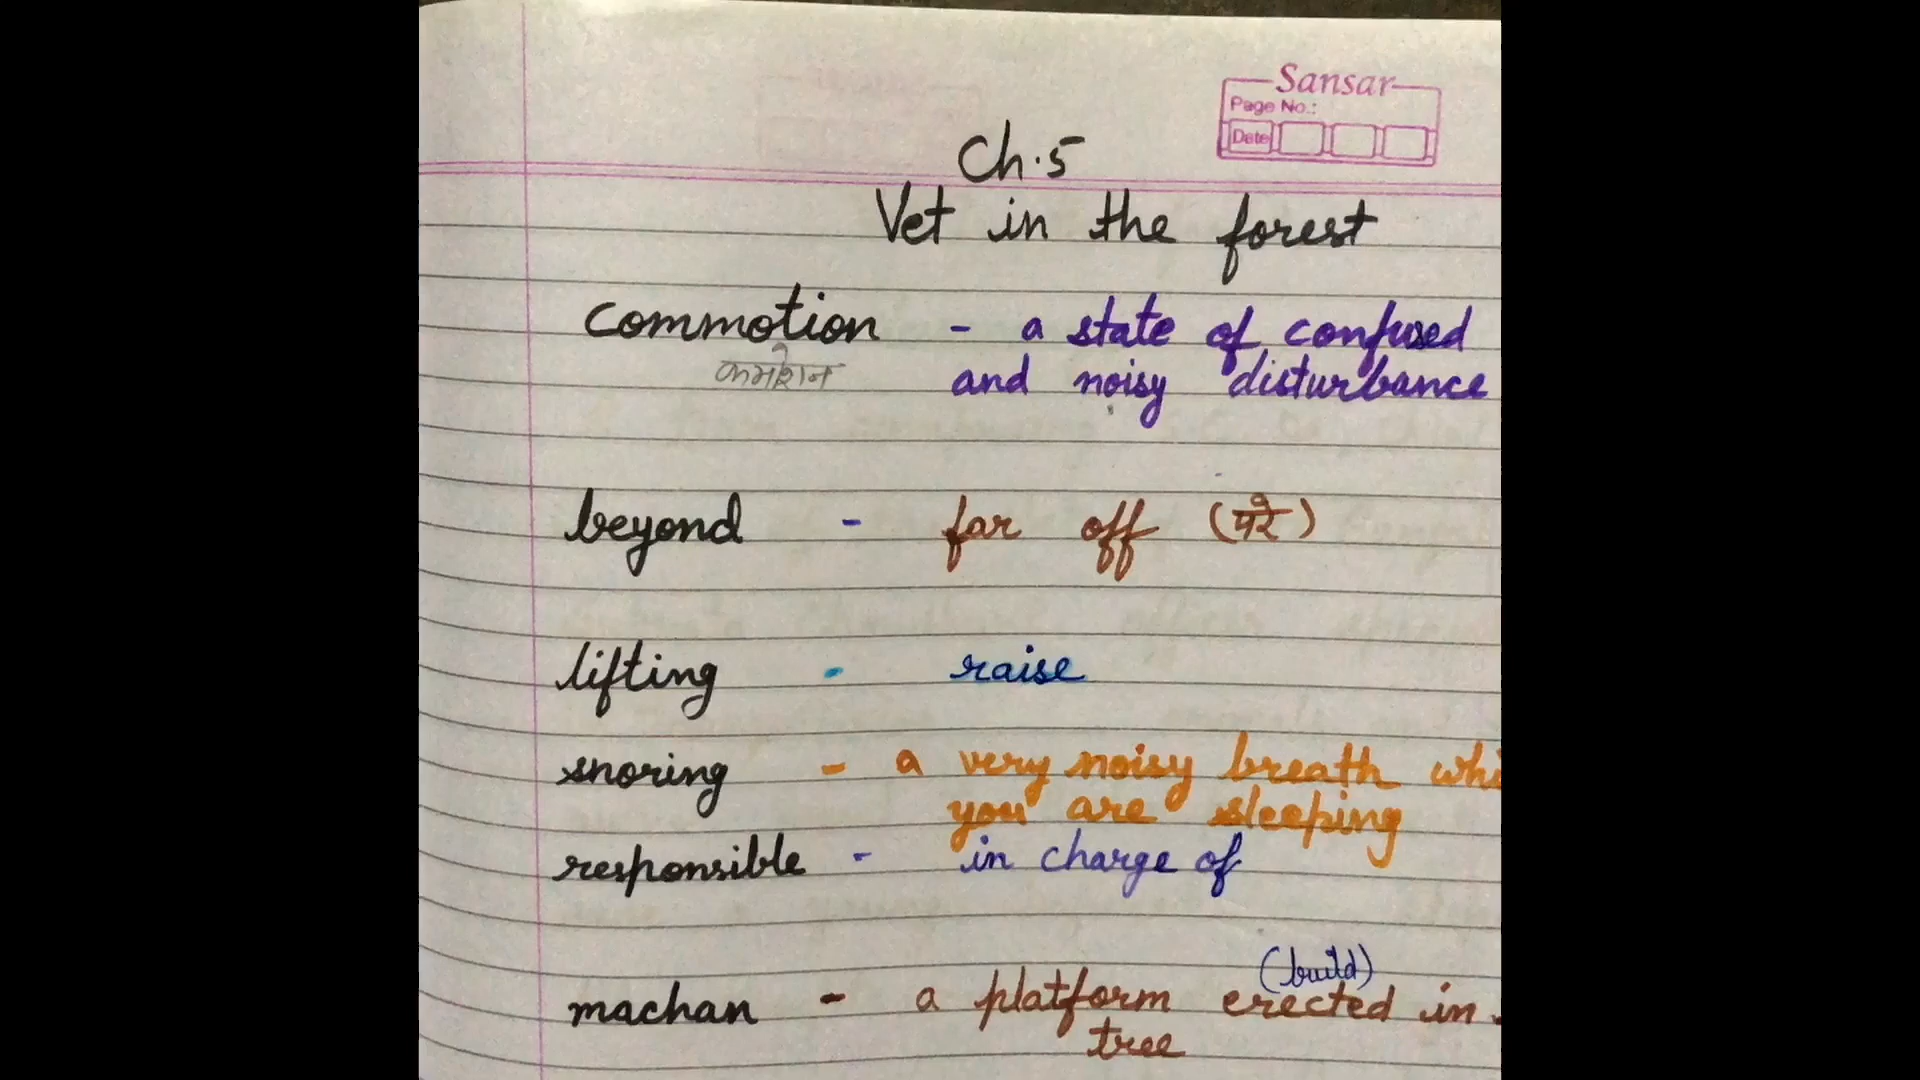 Sansar
Page No.:
Date
Ch.5
Vet in the forest
commotion - a state of confused
कमोशन and noisy disturbance
beyond - far off (परे)
lifting - raise
snoring - a very noisy breath
you are sleeping
responsible - in charge of
(build)
machan - a platform erected in
tree